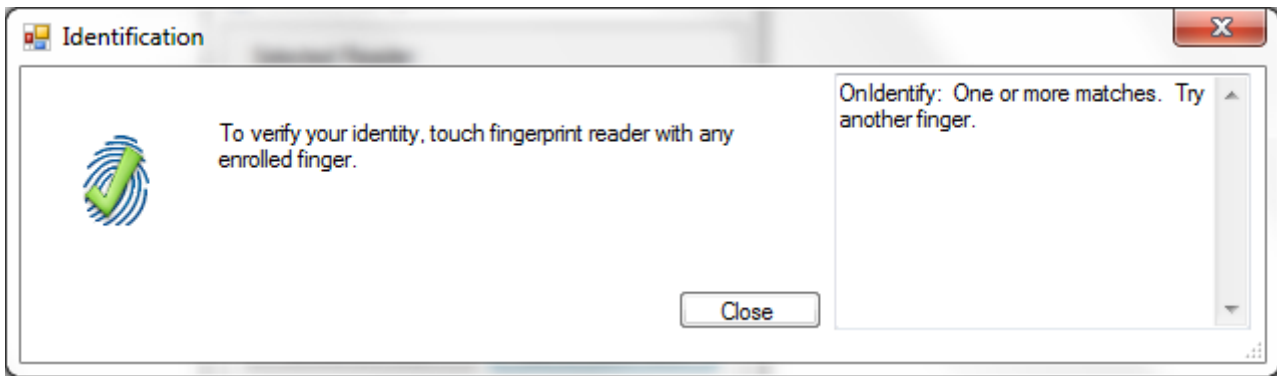 Identification
To verify your identity, touch fingerprint reader with any
enrolled finger.
OnIdentify:  One or more matches.  Try
another finger.
Close